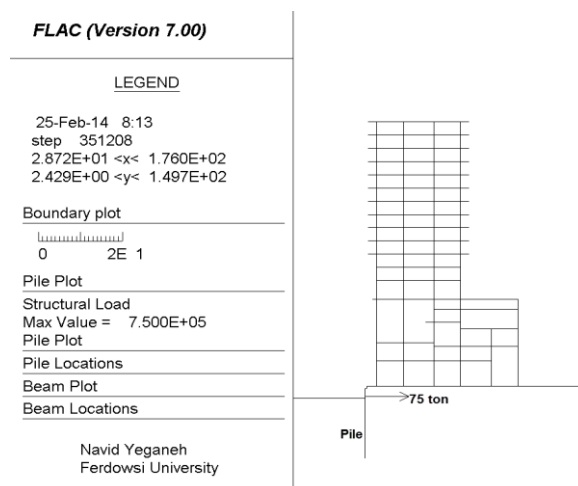 FLAC (Version 7.00)
LEGEND
25-Feb-14 8:13
step 351208
2.872E+01 <x< 1.760E+02
2.429E+00 <y< 1.497E+02
Boundary plot
0 2E 1
Pile Plot
Structural Load
Max Value = 7.500E+05
Pile Plot
Pile Locations
Beam Plot
Beam Locations
Navid Yeganeh
Ferdowsi University
75 ton
Pile